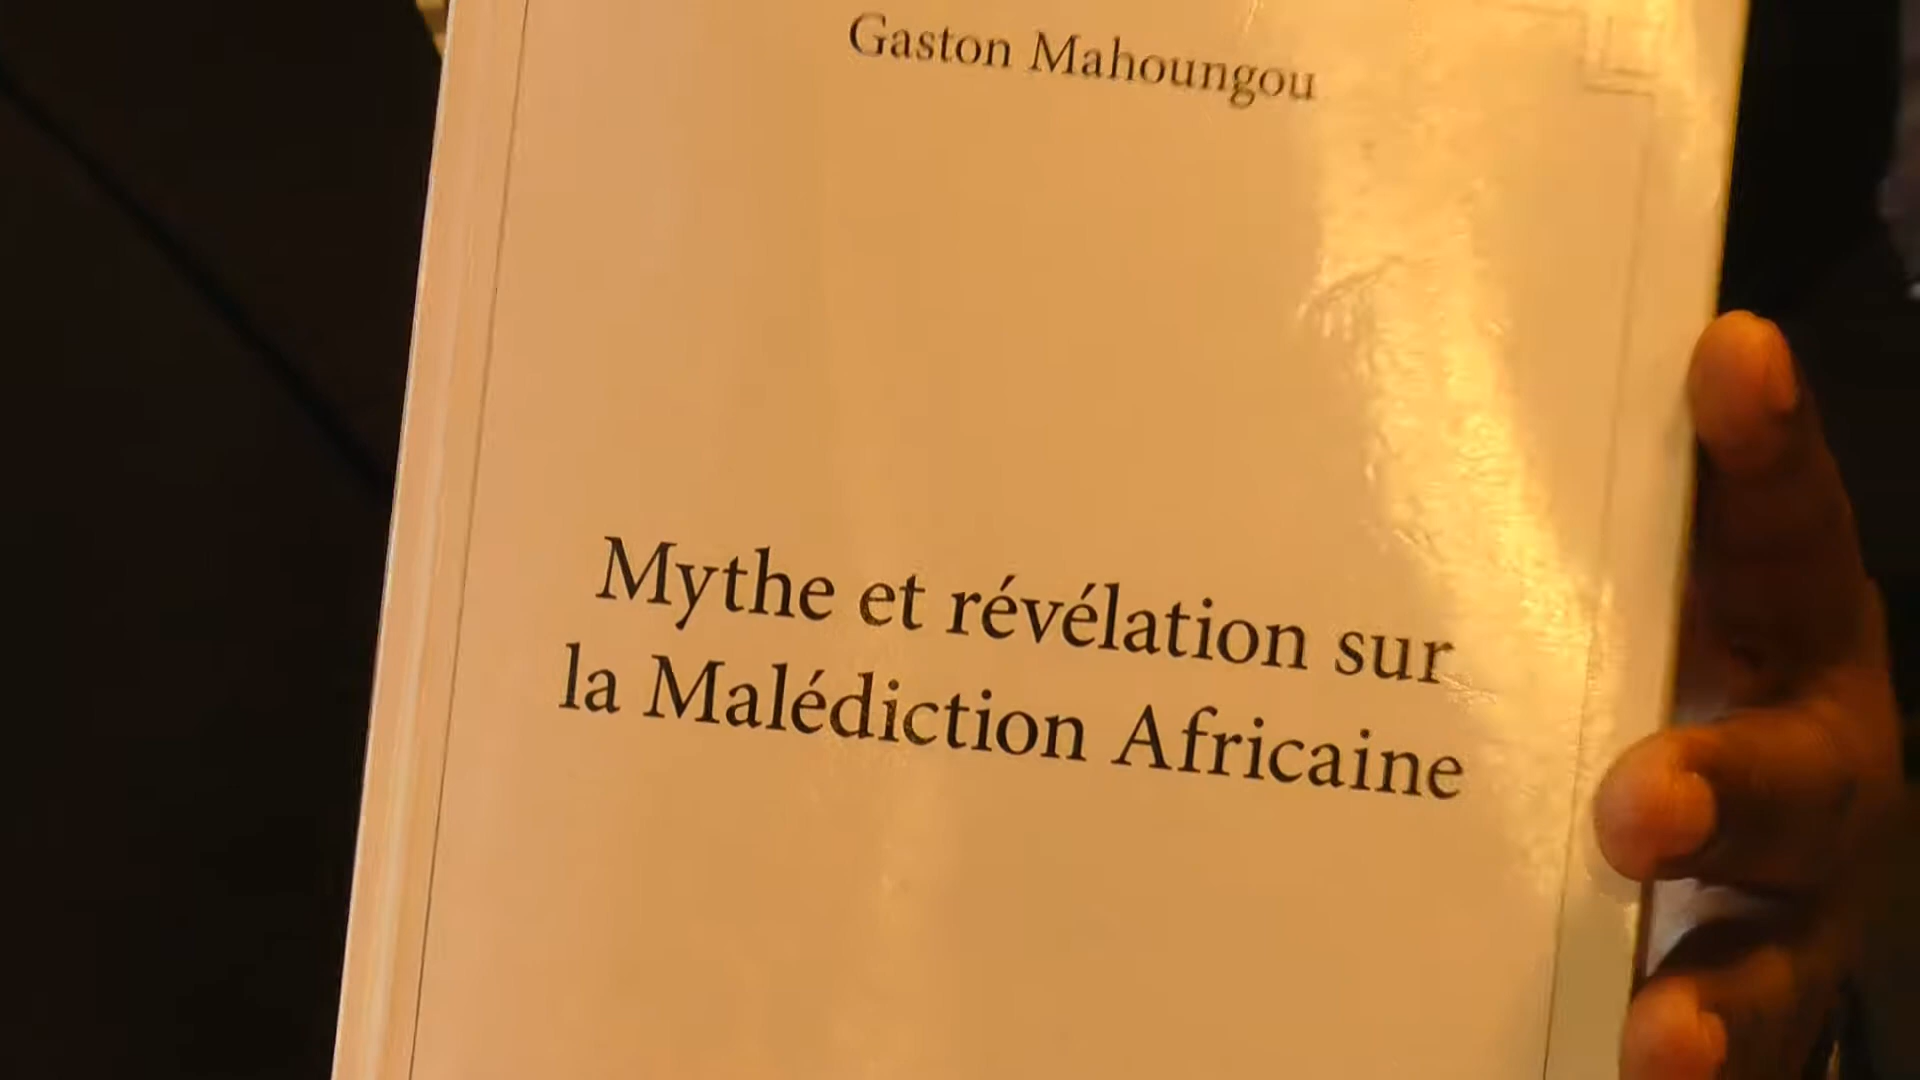 Gaston Mahoungou
Mythe et révélation sur
la Malédiction Africaine